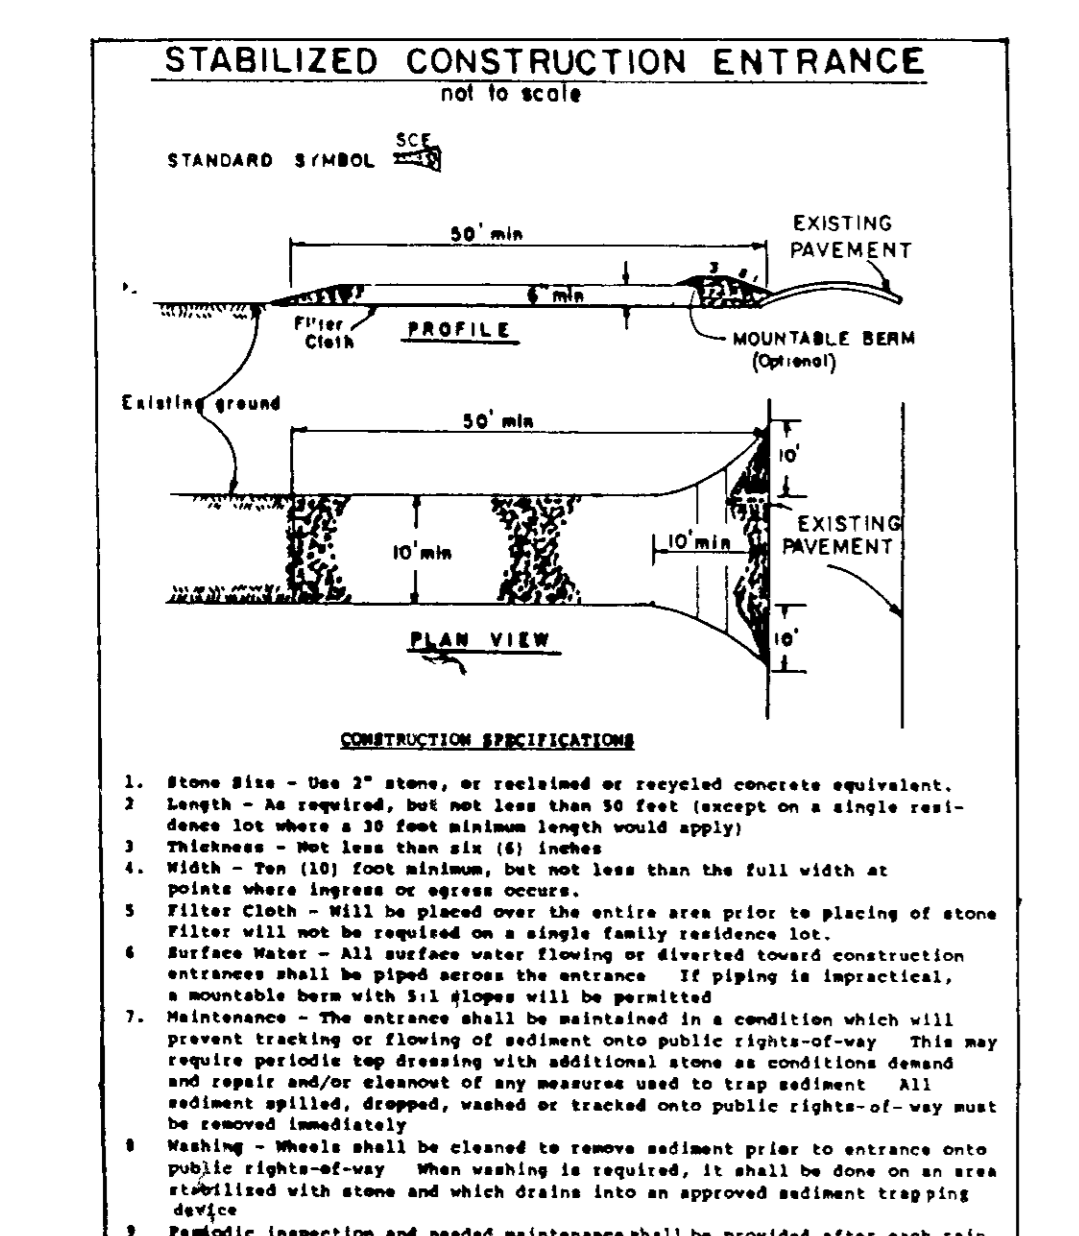 STABILIZED CONSTRUCTION ENTRANCE
not to scale
SCE
STANDARD SYMBOL
50' min
EXISTING
PAVEMENT
3
6" min
Filter
Cloth
PROFILE
MOUNTABLE BERM
(Optional)
Existing ground
50' min
10'
10' min
10' min
EXISTING
PAVEMENT
10'
PLAN VIEW
CONSTRUCTION SPECIFICATIONS
1. Stone Size - Use 2" stone, or reclaimed or recycled concrete equivalent.
2 Length - As required, but not less than 50 feet (except on a single resi-
dence lot where a 30 foot minimum length would apply)
3 Thickness - Not less than six (6) inches
4. Width - Ten (10) foot minimum, but not less than the full width at
points where ingress or egress occurs.
5 Filter Cloth - Will be placed over the entire area prior to placing of stone
Filter will not be required on a single family residence lot.
6 Surface Water - All surface water flowing or diverted toward construction
entrances shall be piped across the entrance If piping is impractical,
a mountable berm with 5:1 slopes will be permitted
7. Maintenance - The entrance shall be maintained in a condition which will
prevent tracking or flowing of sediment onto public rights-of-way This may
require periodic top dressing with additional stone as conditions demand
and repair and/or cleanout of any measures used to trap sediment All
sediment spilled, dropped, washed or tracked onto public rights-of-way must
be removed immediately
8 Washing - Wheels shall be cleaned to remove sediment prior to entrance onto
public rights-of-way When washing is required, it shall be done on an area
stabilized with stone and which drains into an approved sediment trapping
device
9 Periodic inspection and needed maintenance shall be provided after each rain